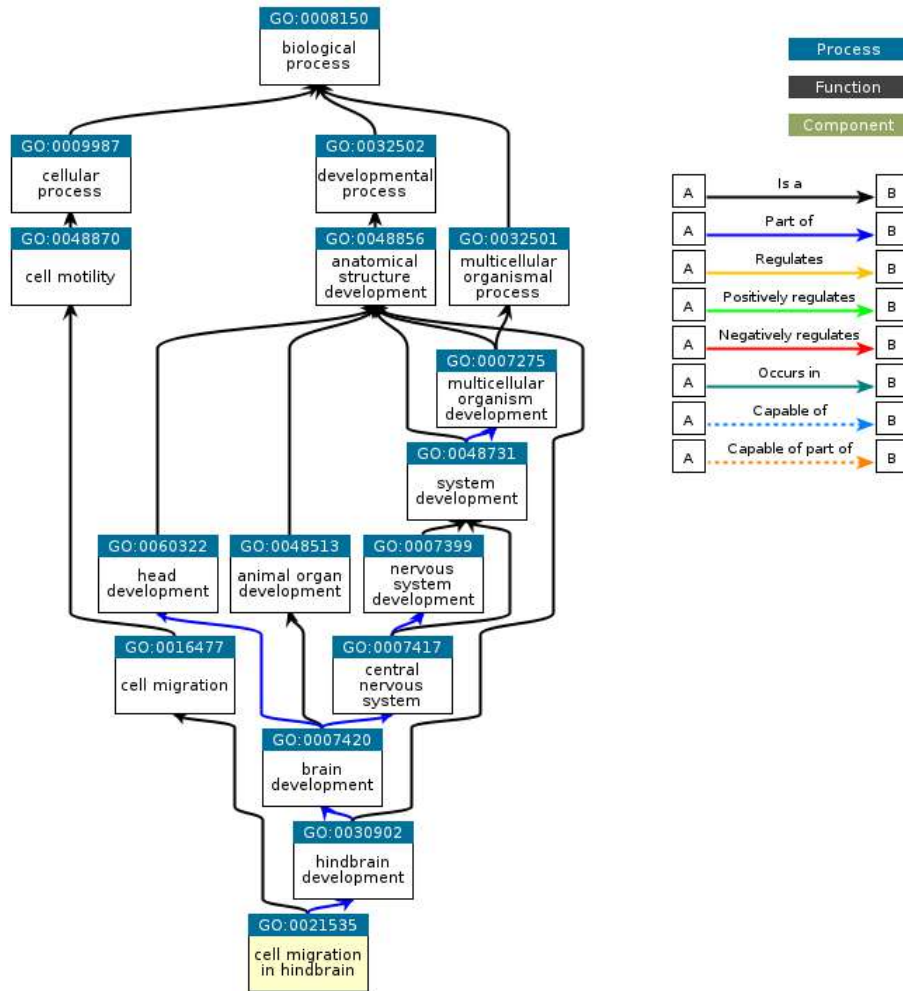 GO:0008150
biological
process
Process
Function
Component
GO:0009987
cellular
process
GO:0032502
developmental
process
A Is a B
A Part of B
A Regulates B
A Positively regulates B
A Negatively regulates B
A Occurs in B
A Capable of B
A Capable of part of B
GO:0048870
cell motility
GO:0048856
anatomical
structure
development
GO:0032501
multicellular
organismal
process
GO:0007275
multicellular
organism
development
GO:0048731
system
development
GO:0060322
head
development
GO:0048513
animal organ
development
GO:0007399
nervous
system
development
GO:0016477
cell migration
GO:0007417
central
nervous
system
GO:0007420
brain
development
GO:0030902
hindbrain
development
GO:0021535
cell migration
in hindbrain